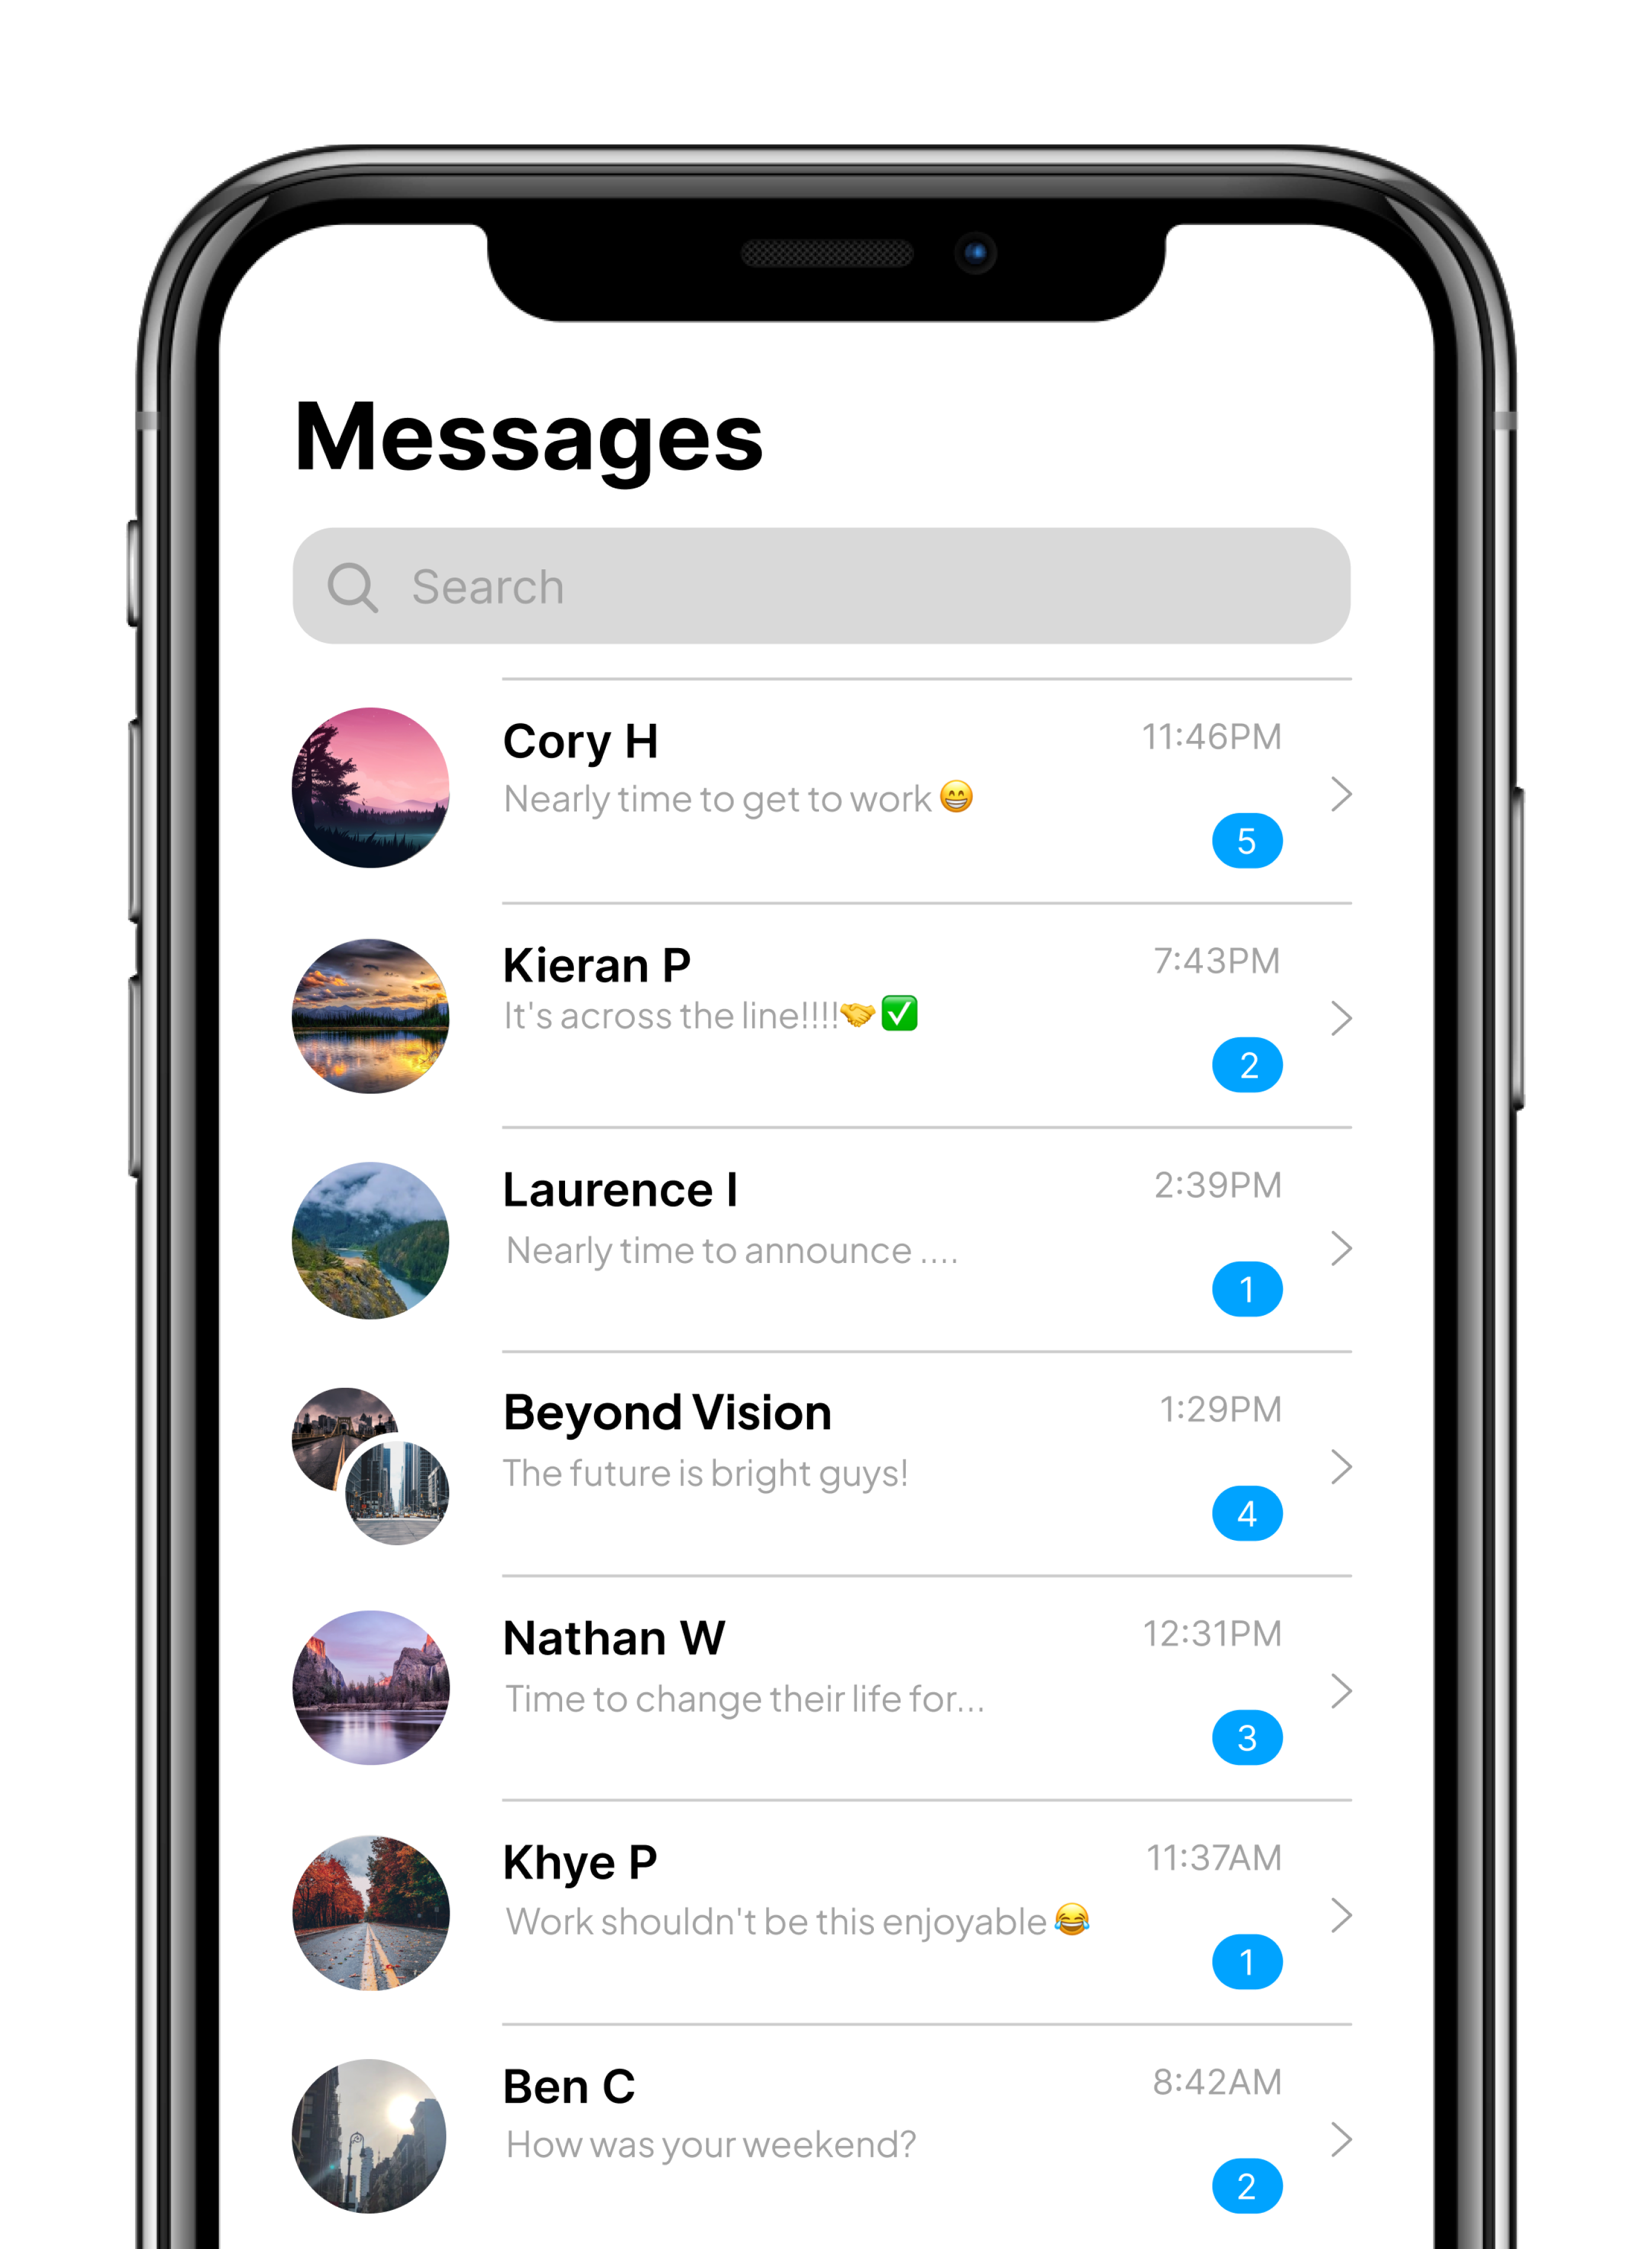 Messages
Search
Cory H 11:46PM
Nearly time to get to work 😁
5
Kieran P 7:43PM
It's across the line!!!!🤝✅
2
Laurence I 2:39PM
Nearly time to announce ....
1
Beyond Vision 1:29PM
The future is bright guys!
4
Nathan W 12:31PM
Time to change their life for...
3
Khye P 11:37AM
Work shouldn't be this enjoyable 😂
1
Ben C 8:42AM
How was your weekend?
2